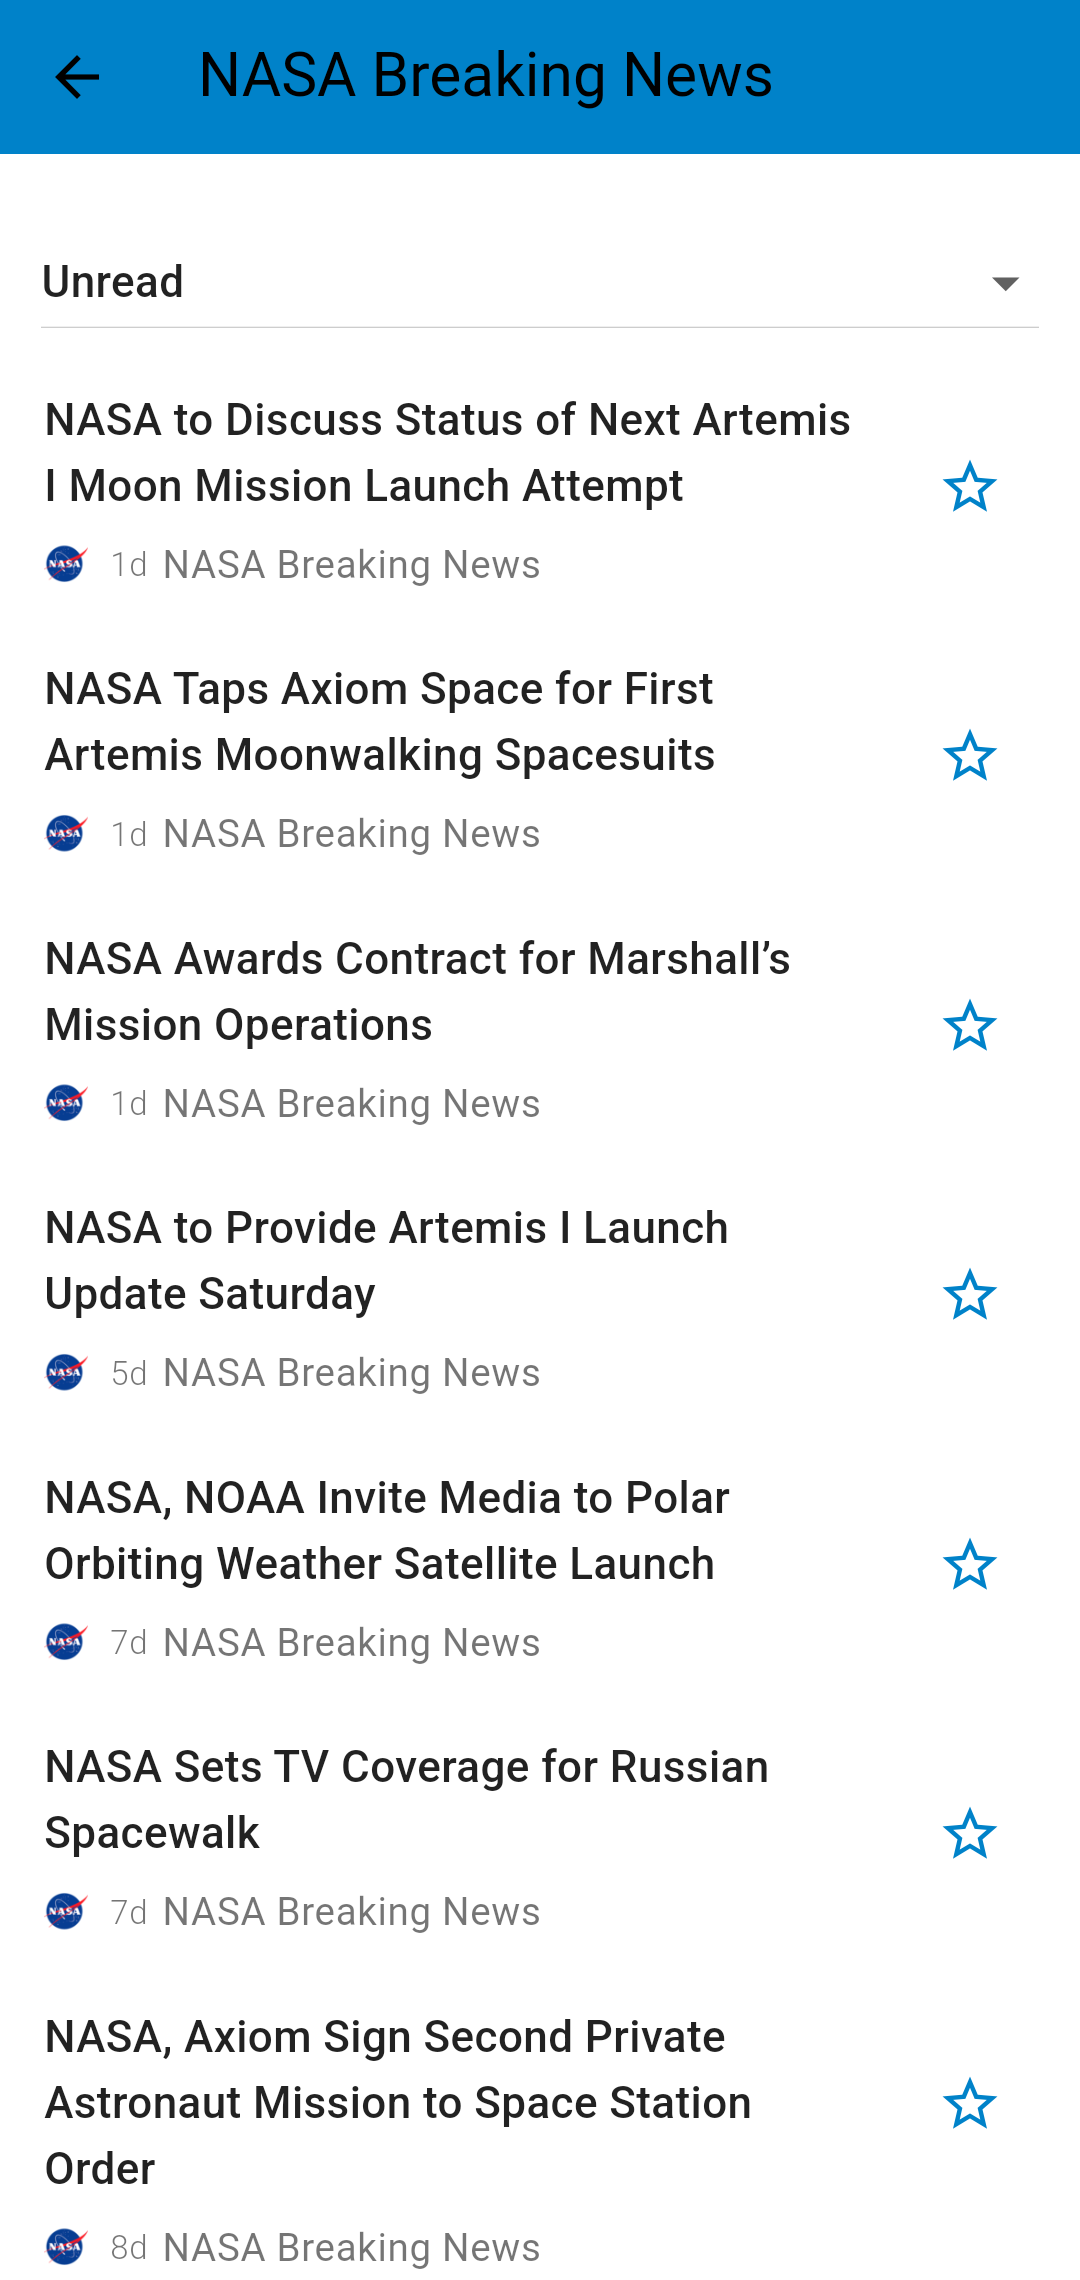 NASA Breaking News
Unread
NASA to Discuss Status of Next Artemis
I Moon Mission Launch Attempt
NASA 1d NASA Breaking News
NASA Taps Axiom Space for First
Artemis Moonwalking Spacesuits
NASA 1d NASA Breaking News
NASA Awards Contract for Marshall’s
Mission Operations
NASA 1d NASA Breaking News
NASA to Provide Artemis I Launch
Update Saturday
NASA 5d NASA Breaking News
NASA, NOAA Invite Media to Polar
Orbiting Weather Satellite Launch
NASA 7d NASA Breaking News
NASA Sets TV Coverage for Russian
Spacewalk
NASA 7d NASA Breaking News
NASA, Axiom Sign Second Private
Astronaut Mission to Space Station
Order
NASA 8d NASA Breaking News